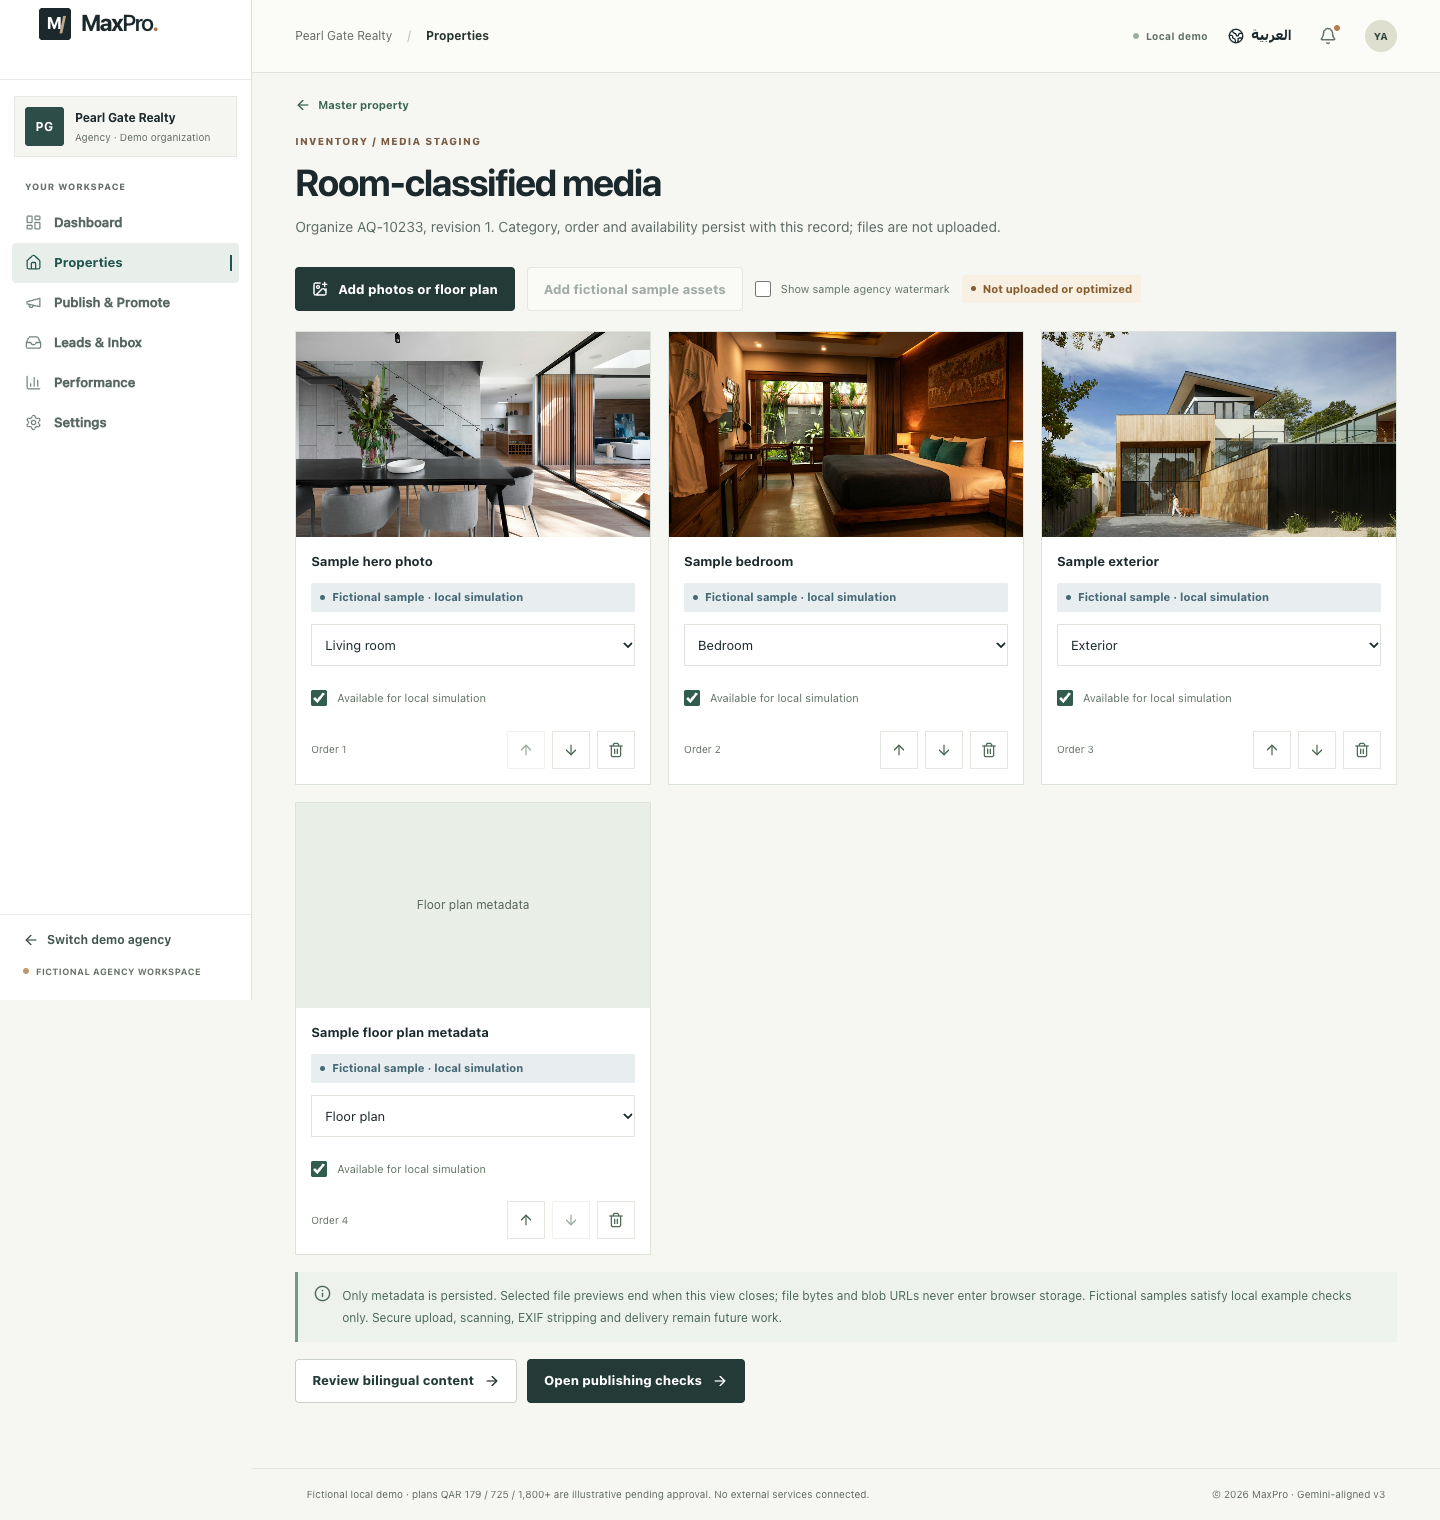 M/ MaxPro.
Pearl Gate Realty / Properties
Local demo
العربية
YA
PG
Pearl Gate Realty
Agency · Demo organization
YOUR WORKSPACE
Dashboard
Properties
Publish & Promote
Leads & Inbox
Performance
Settings
Switch demo agency
FICTIONAL AGENCY WORKSPACE
Master property
INVENTORY / MEDIA STAGING
Room-classified media
Organize AQ-10233, revision 1. Category, order and availability persist with this record; files are not uploaded.
Add photos or floor plan
Add fictional sample assets
Show sample agency watermark
Not uploaded or optimized
Sample hero photo
Fictional sample · local simulation
Living room
Available for local simulation
Order 1
Sample bedroom
Fictional sample · local simulation
Bedroom
Available for local simulation
Order 2
Sample exterior
Fictional sample · local simulation
Exterior
Available for local simulation
Order 3
Floor plan metadata
Sample floor plan metadata
Fictional sample · local simulation
Floor plan
Available for local simulation
Order 4
Only metadata is persisted. Selected file previews end when this view closes; file bytes and blob URLs never enter browser storage. Fictional samples satisfy local example checks
only. Secure upload, scanning, EXIF stripping and delivery remain future work.
Review bilingual content
Open publishing checks
Fictional local demo · plans QAR 179 / 725 / 1,800+ are illustrative pending approval. No external services connected.
© 2026 MaxPro · Gemini-aligned v3